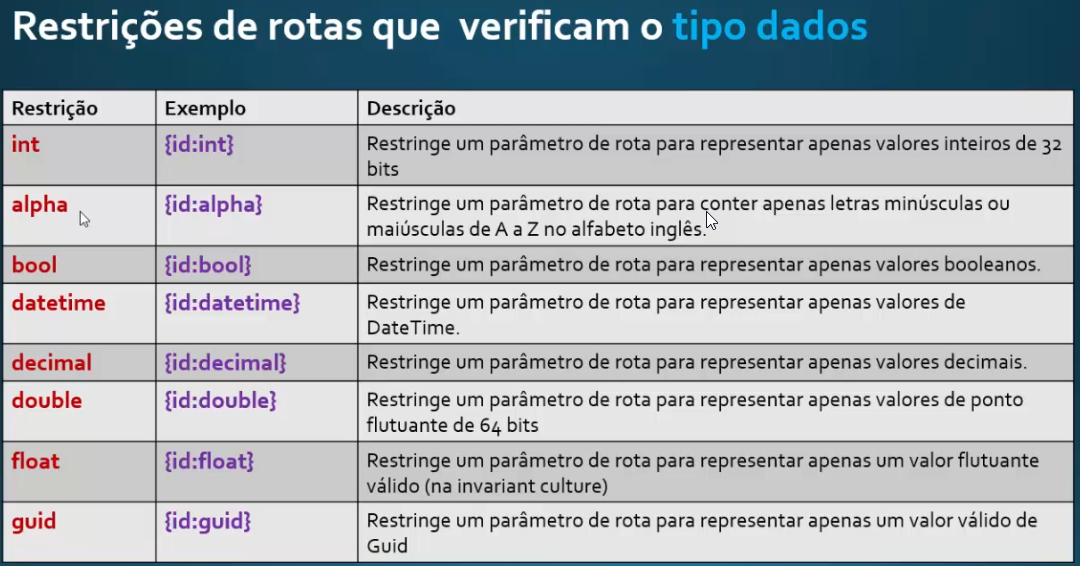 Restrições de rotas que verificam o tipo dados
Restrição Exemplo Descrição
int {id:int} Restringe um parâmetro de rota para representar apenas valores inteiros de 32
bits
alpha {id:alpha} Restringe um parâmetro de rota para conter apenas letras minúsculas ou
maiúsculas de A a Z no alfabeto inglês.
bool {id:bool} Restringe um parâmetro de rota para representar apenas valores booleanos.
datetime {id:datetime} Restringe um parâmetro de rota para representar apenas valores de
DateTime.
decimal {id:decimal} Restringe um parâmetro de rota para representar apenas valores decimais.
double {id:double} Restringe um parâmetro de rota para representar apenas valores de ponto
flutuante de 64 bits
float {id:float} Restringe um parâmetro de rota para representar apenas um valor flutuante
válido (na invariant culture)
guid {id:guid} Restringe um parâmetro de rota para representar apenas um valor válido de
Guid